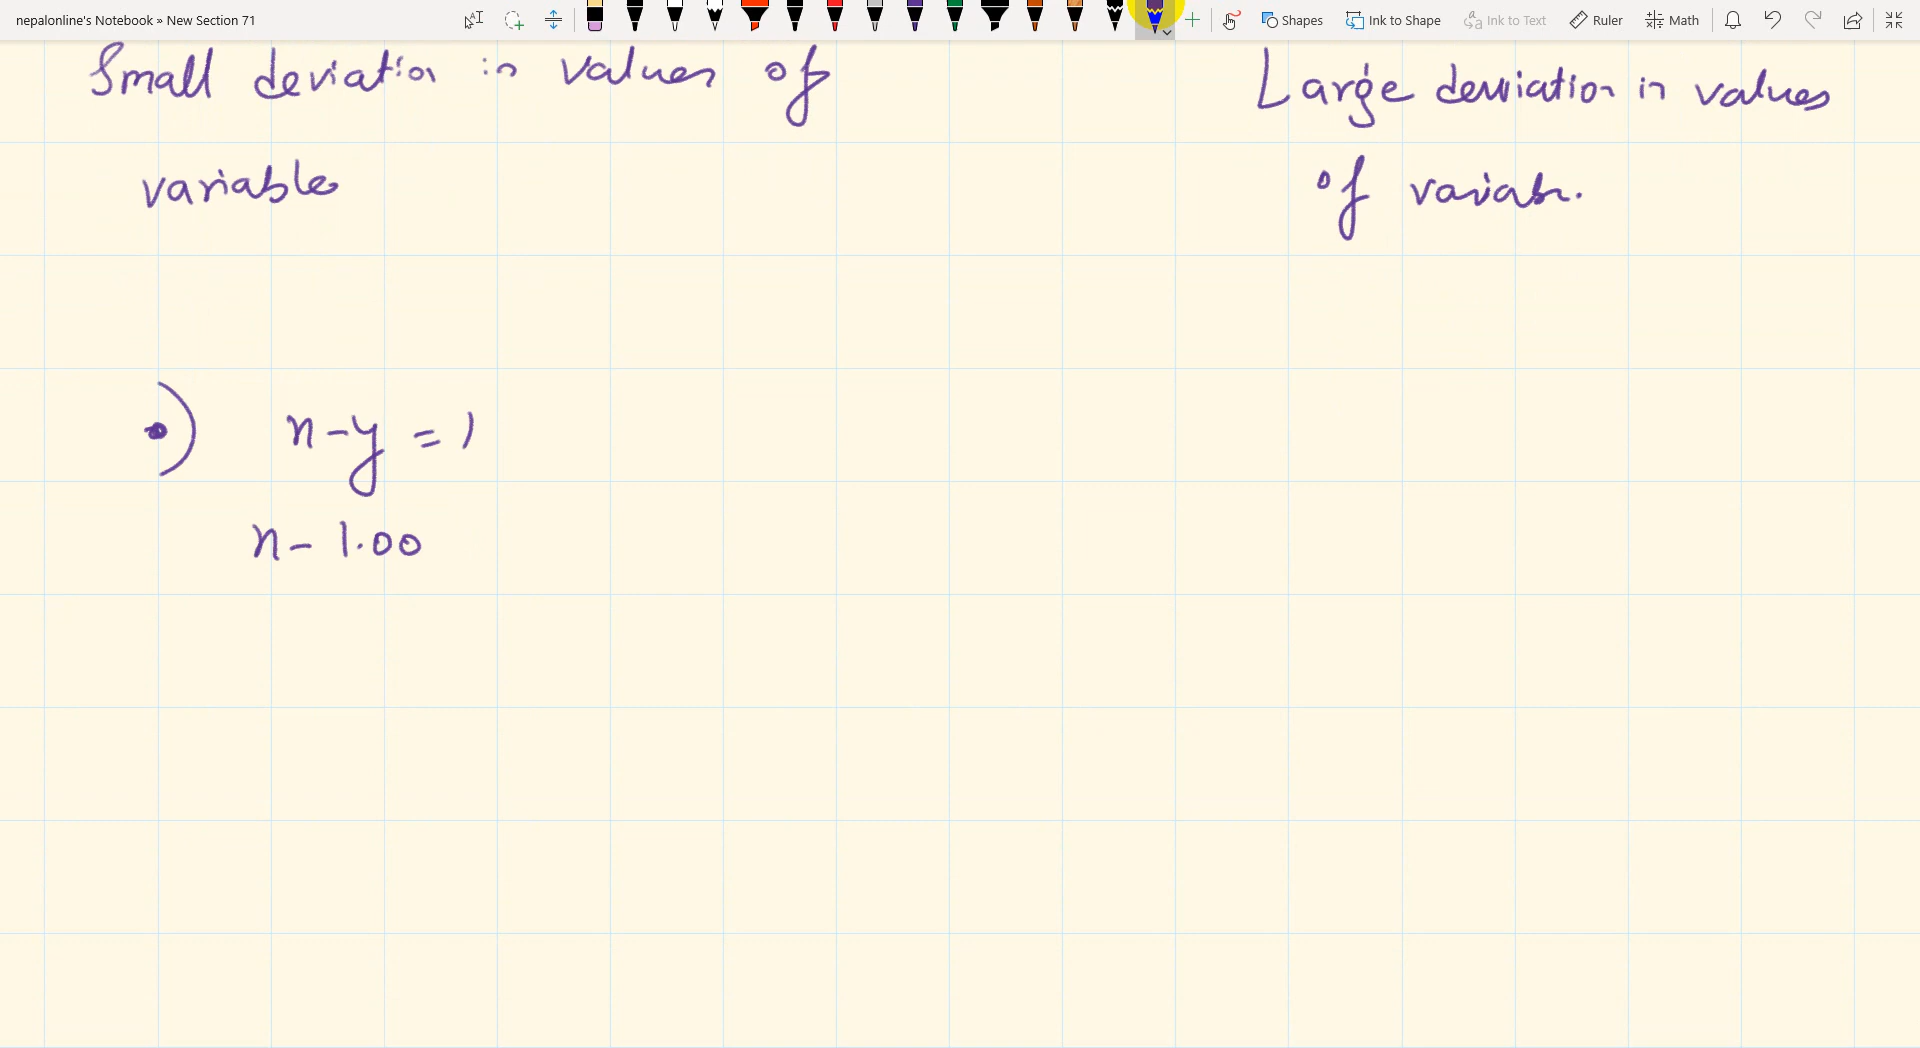 nepalonline's Notebook » New Section 71
Shapes Ink to Shape Ink to Text Ruler Math
Small deviation in values of
variable
Large deviation in values
of variabl.
x - y = 1
x - 1.00